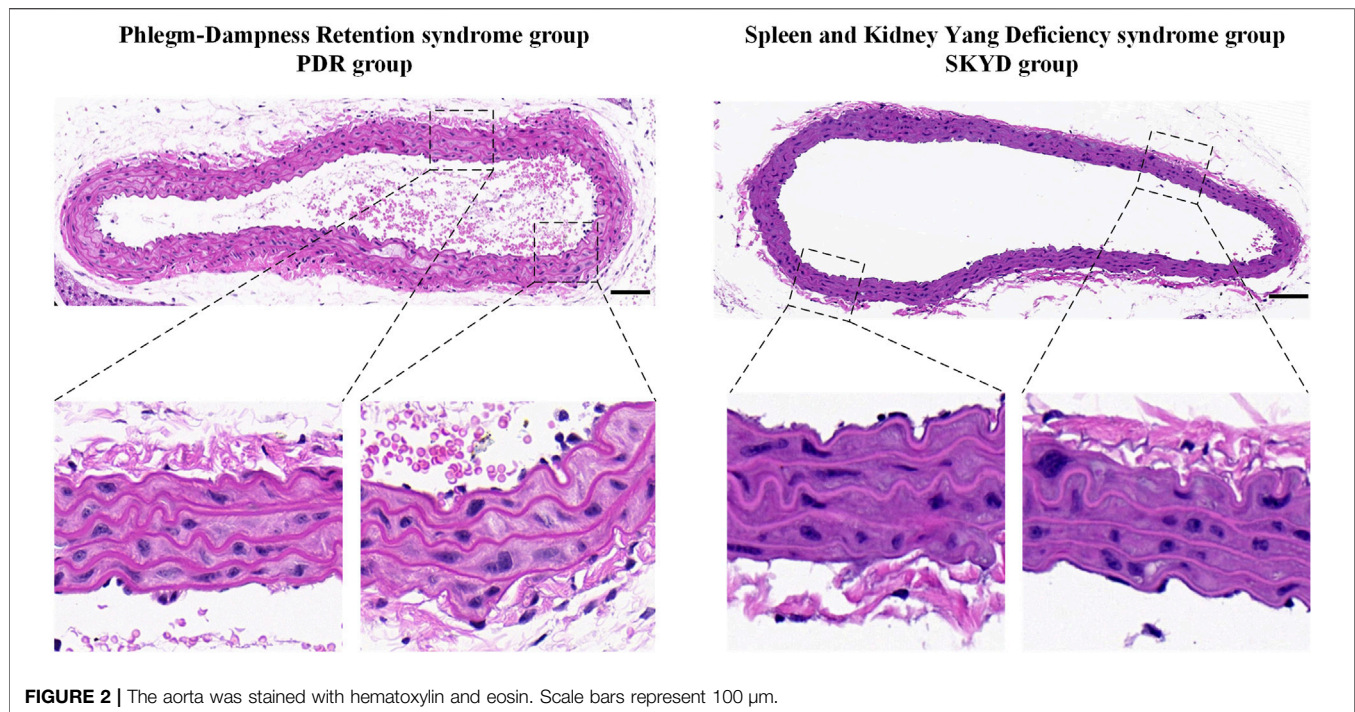 Phlegm-Dampness Retention syndrome group
PDR group
Spleen and Kidney Yang Deficiency syndrome group
SKYD group
FIGURE 2 | The aorta was stained with hematoxylin and eosin. Scale bars represent 100 μm.